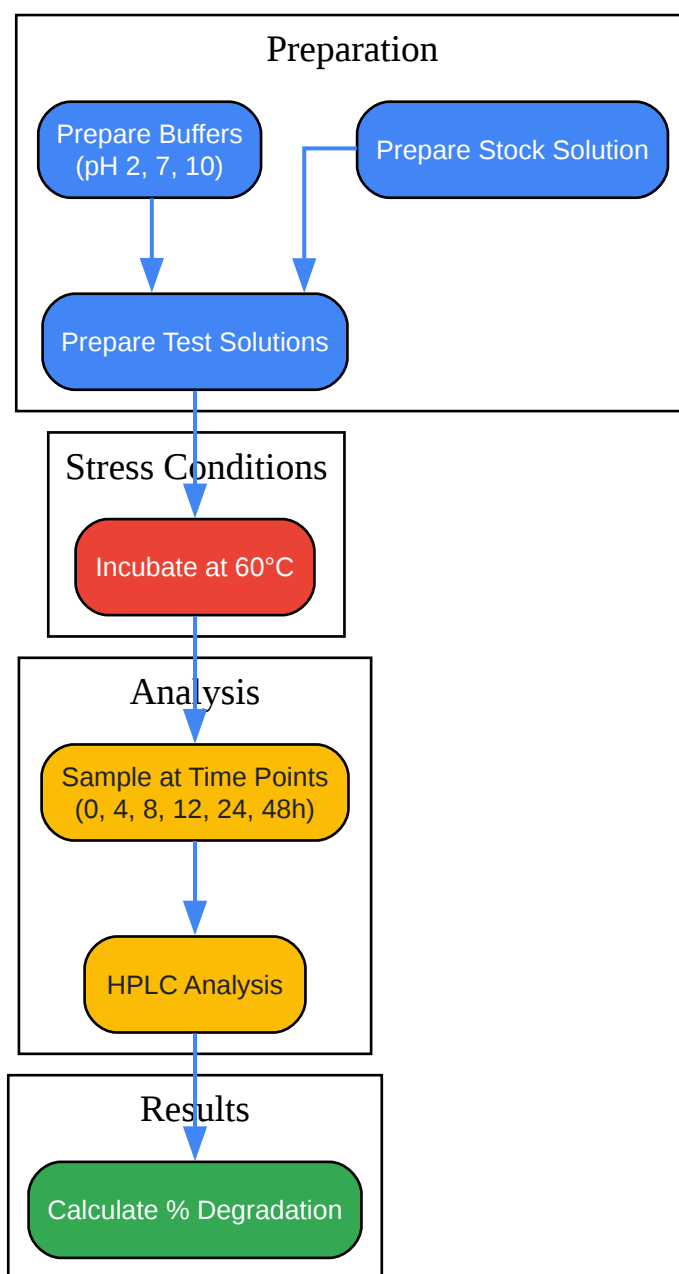 Preparation
Prepare Buffers
(pH 2, 7, 10)
Prepare Stock Solution
Prepare Test Solutions
Stress Conditions
Incubate at 60°C
Analysis
Sample at Time Points
(0, 4, 8, 12, 24, 48h)
HPLC Analysis
Results
Calculate % Degradation